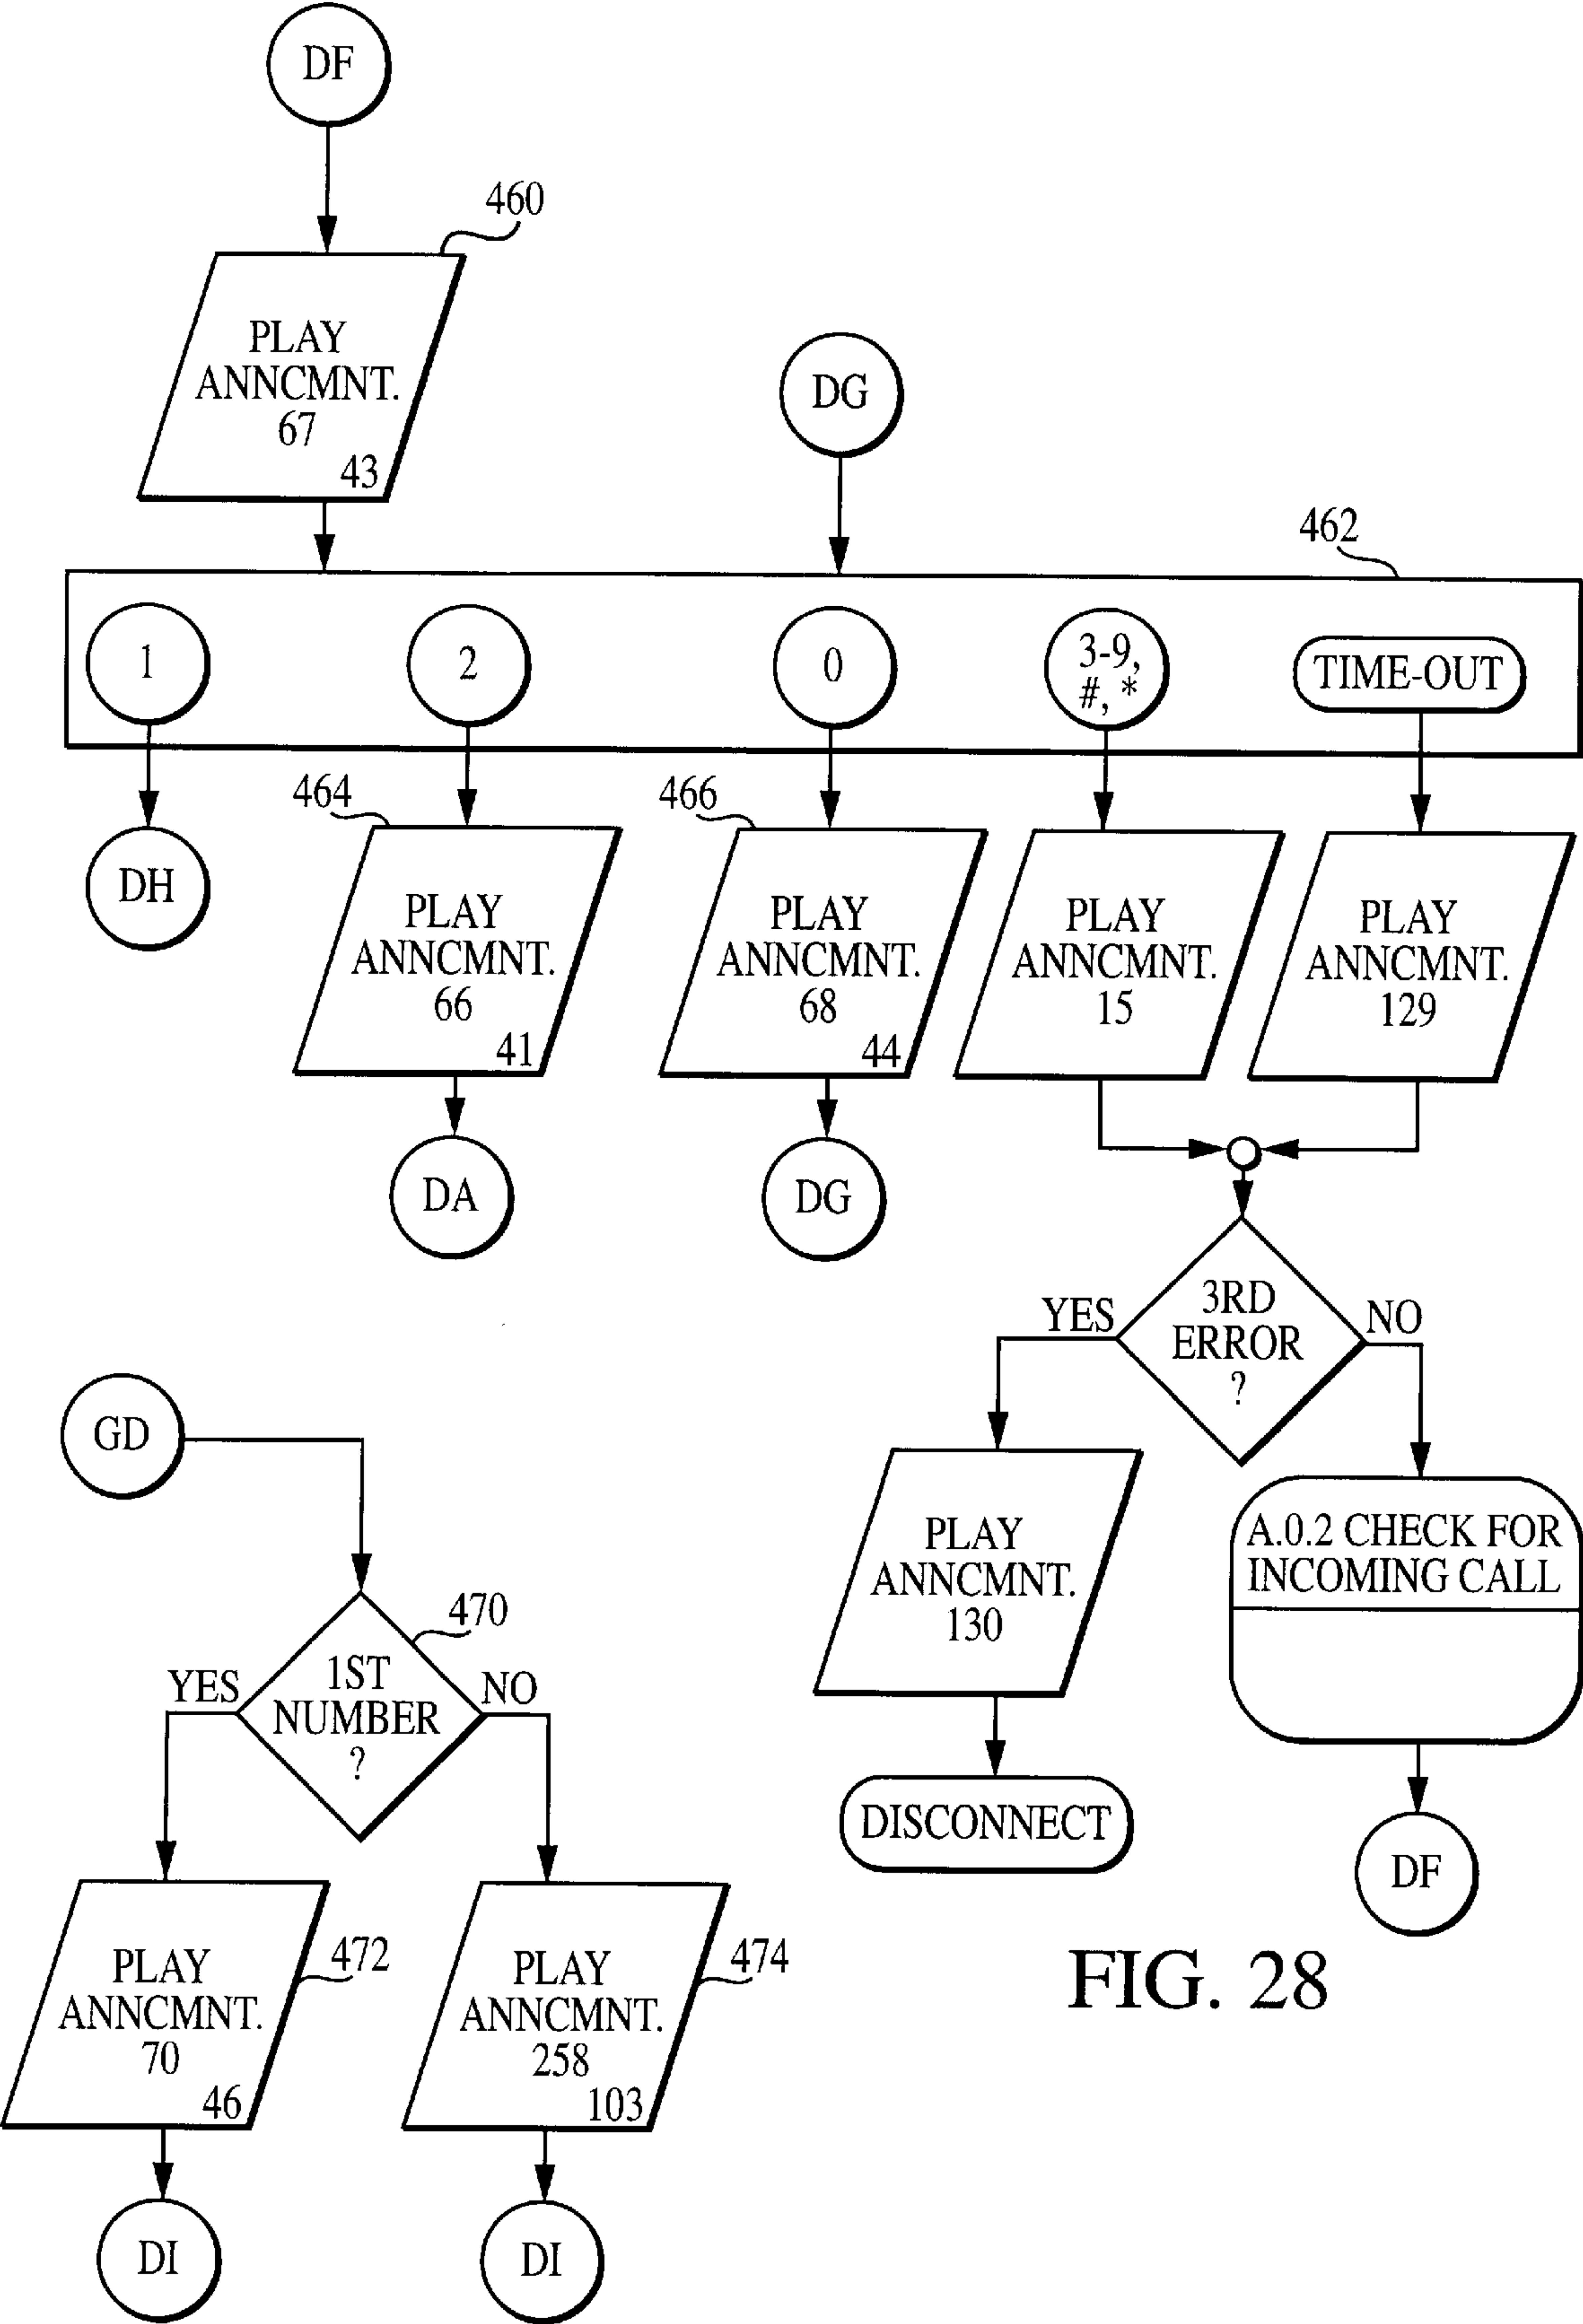 DF
460
PLAY
ANNCMNT.
67
43
DG
462
1
2
0
3-9,
#, *
TIME-OUT
464
466
DH
PLAY
ANNCMNT.
66
41
PLAY
ANNCMNT.
68
44
PLAY
ANNCMNT.
15
PLAY
ANNCMNT.
129
DA
DG
YES
3RD
ERROR
?
NO
GD
PLAY
ANNCMNT.
130
A.0.2 CHECK FOR
INCOMING CALL
470
YES
1ST
NUMBER
?
NO
DISCONNECT
DF
PLAY
ANNCMNT.
70
46
472
PLAY
ANNCMNT.
258
103
474
FIG. 28
DI
DI